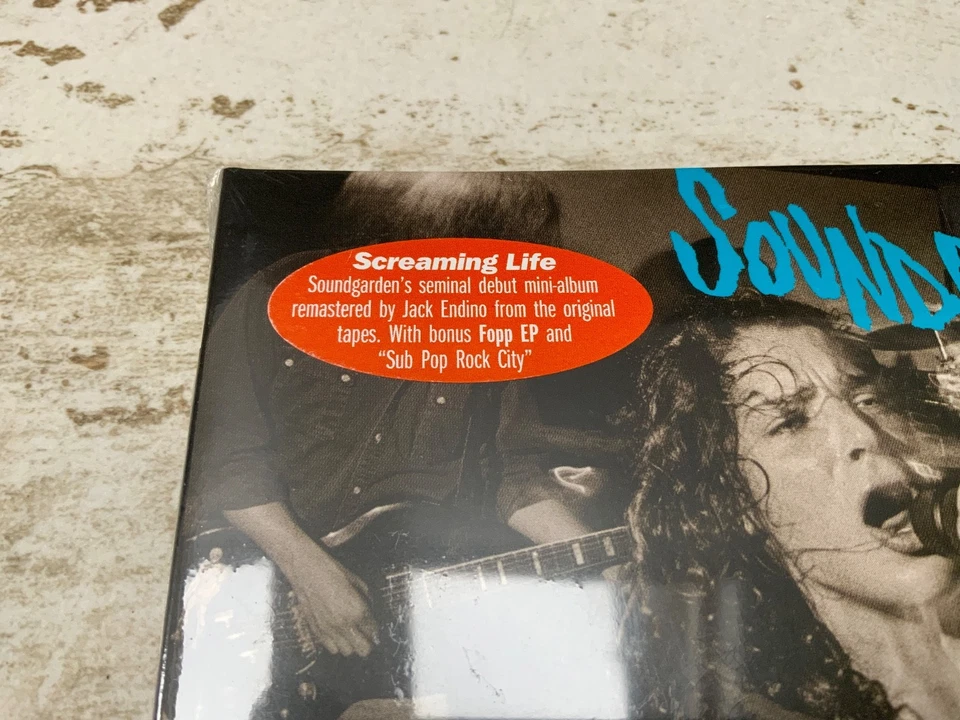 SOUND
Screaming Life
Soundgarden's seminal debut mini-album
remastered by Jack Endino from the original
tapes. With bonus Fopp EP and
“Sub Pop Rock City”